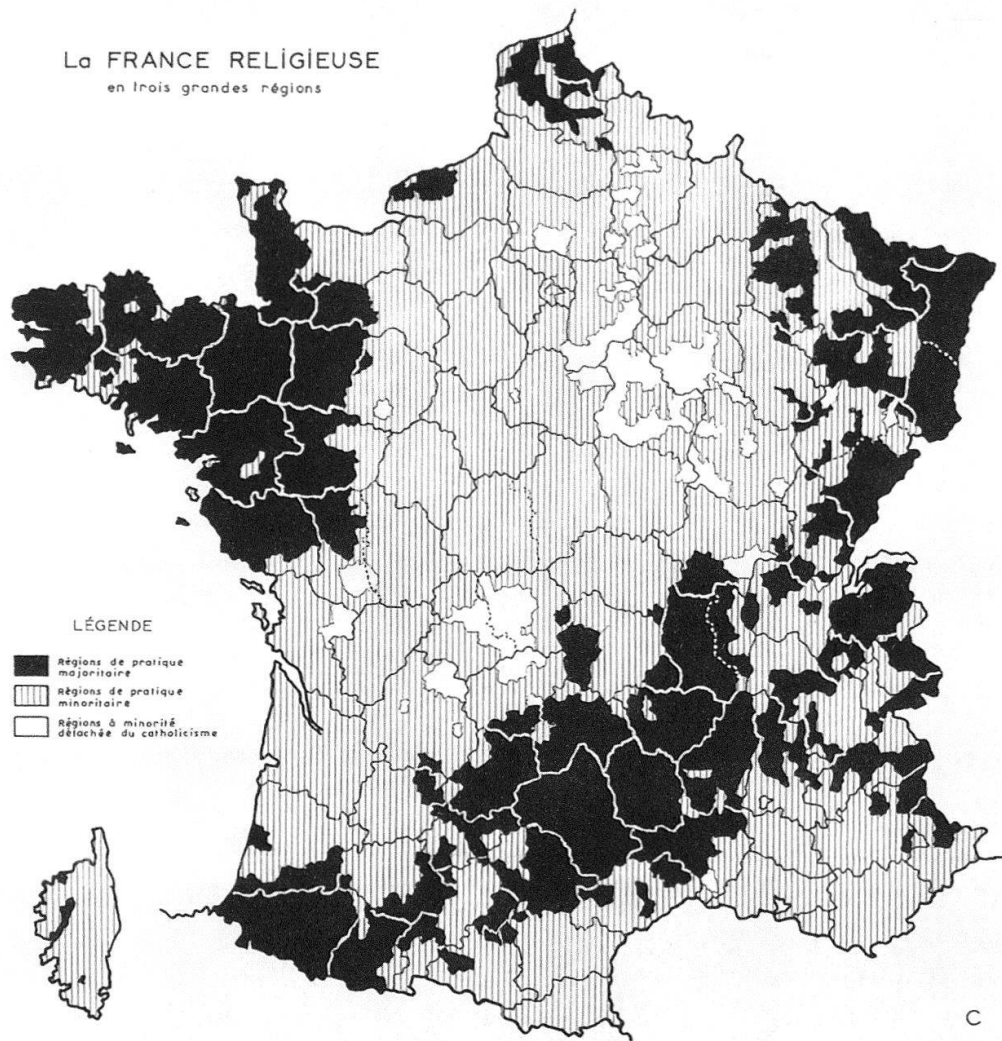 La FRANCE RELIGIEUSE
en trois grandes régions
LÉGENDE
Régions de pratique
majoritaire
Régions de pratique
minoritaire
Régions à minorité
détachée du catholicisme
C